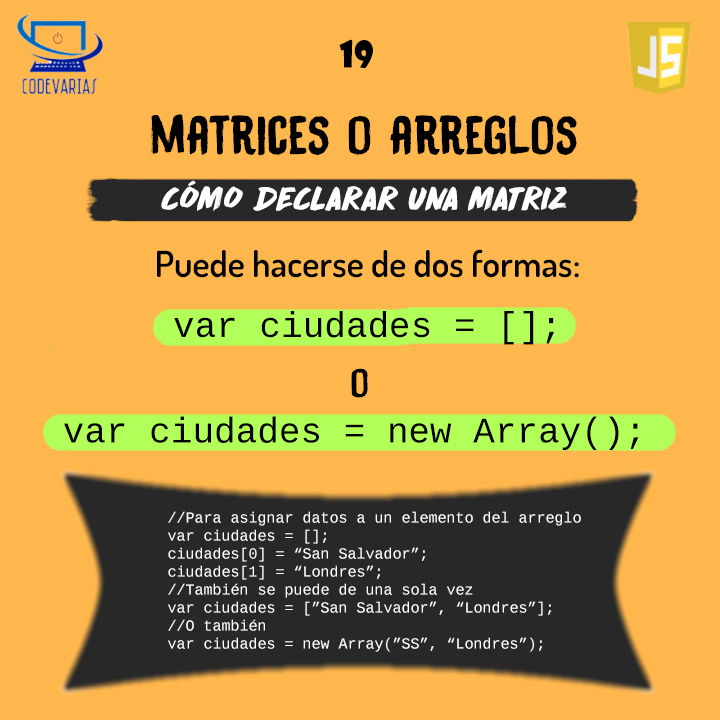 CODEVARIAS
19
JS
MATRICES O ARREGLOS
CÓMO DECLARAR UNA MATRIZ
Puede hacerse de dos formas:
var ciudades = [];
O
var ciudades = new Array();
//Para asignar datos a un elemento del arreglo
var ciudades = [];
ciudades[0] = “San Salvador”;
ciudades[1] = “Londres”;
//También se puede de una sola vez
var ciudades = [”San Salvador”, “Londres”];
//O también
var ciudades = new Array(”SS”, “Londres”);